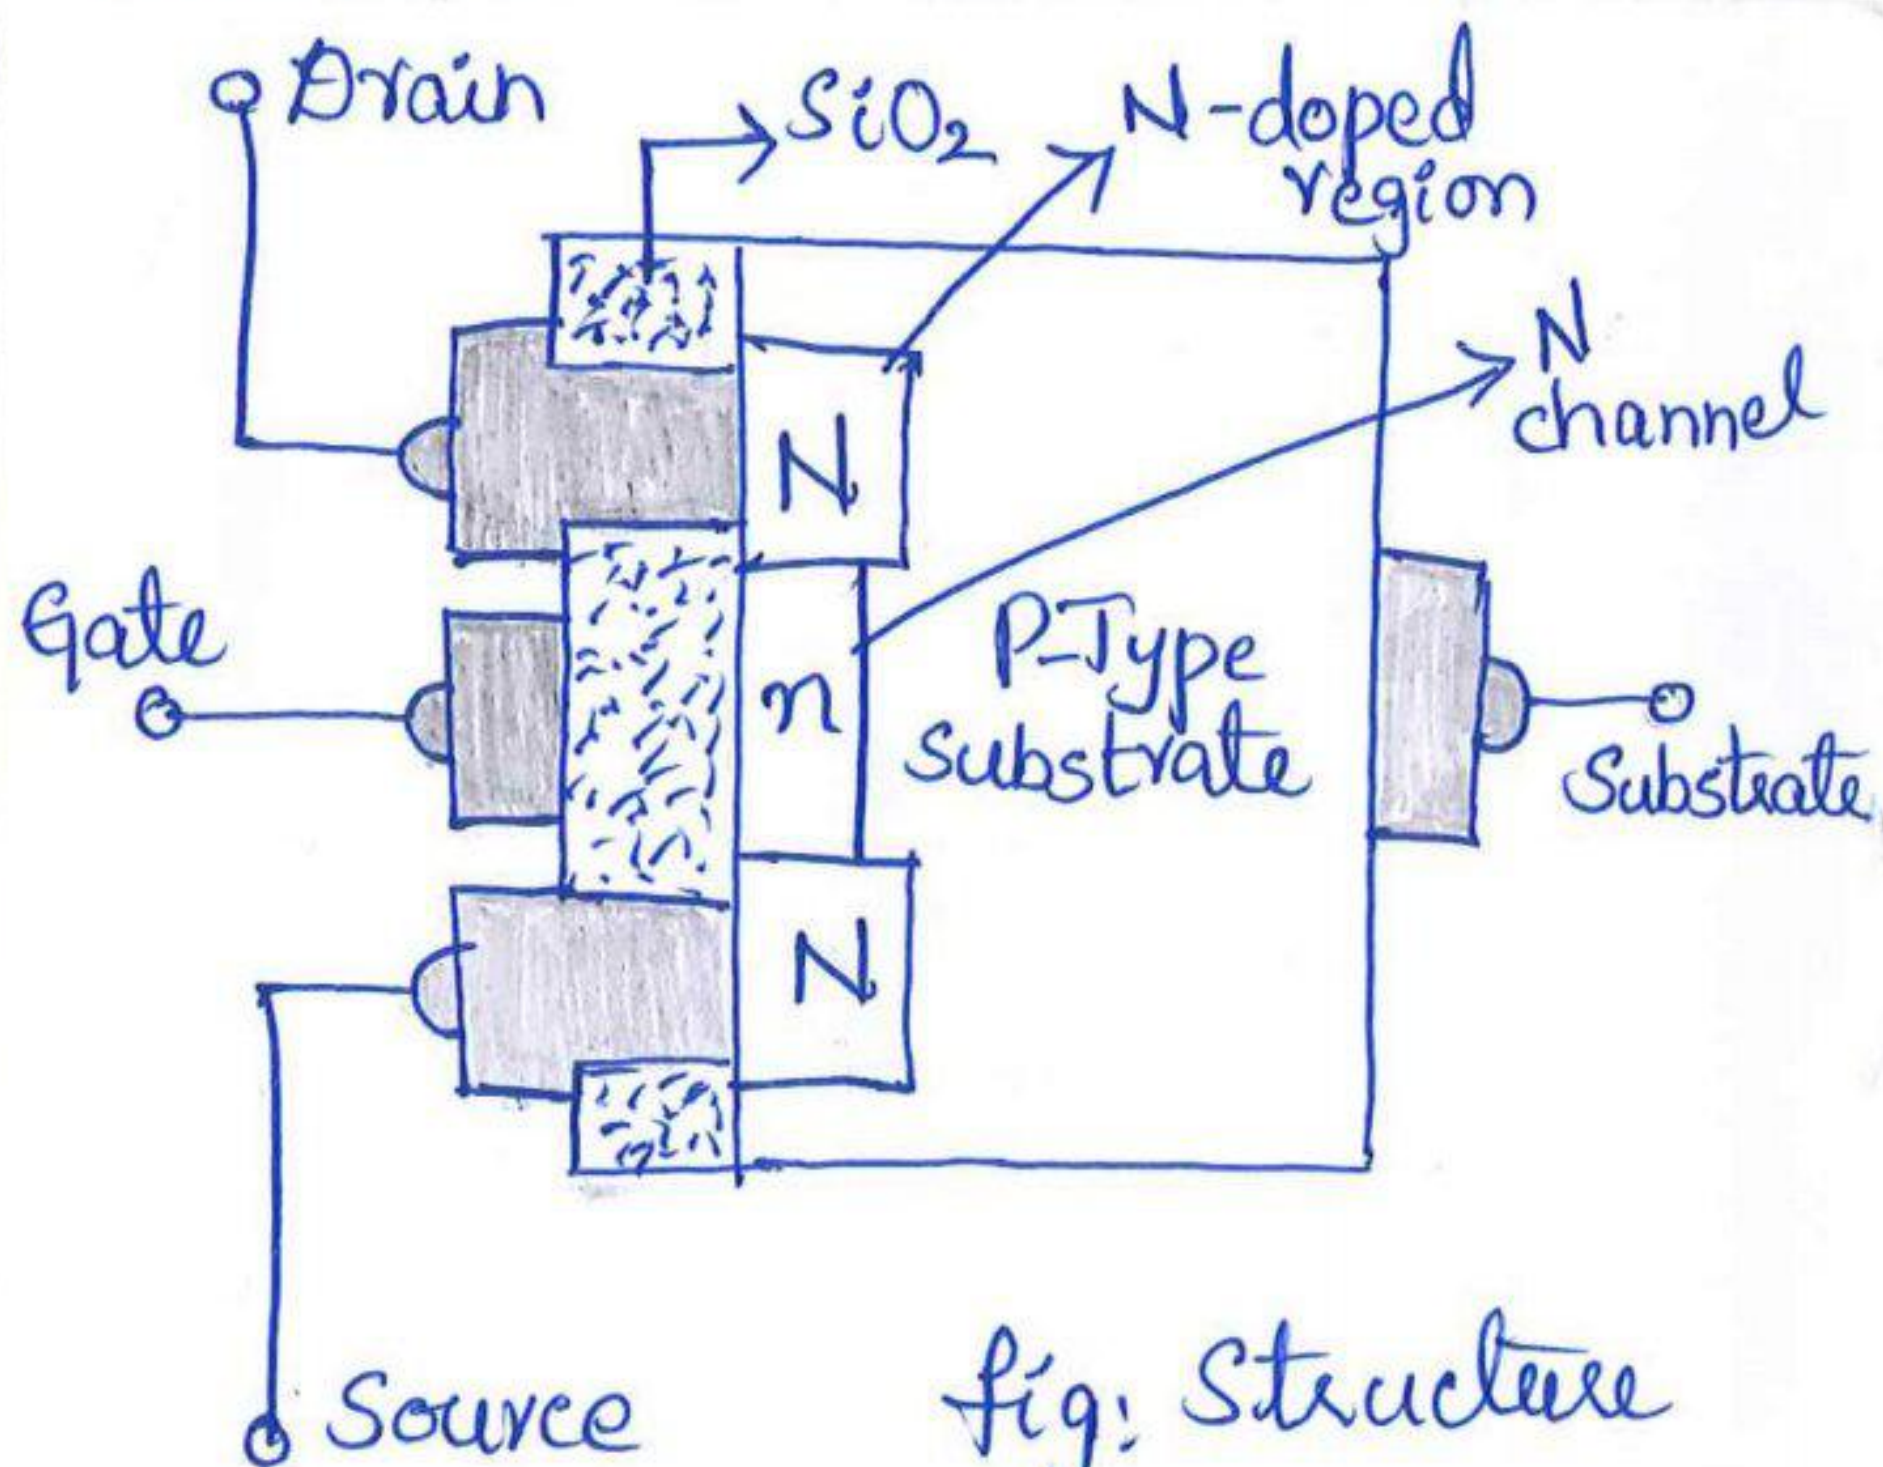 Drain
SiO₂
N-doped
region
N
channel
N
Gate
n
P-Type
Substrate
Substrate
N
Source
fig: Structure